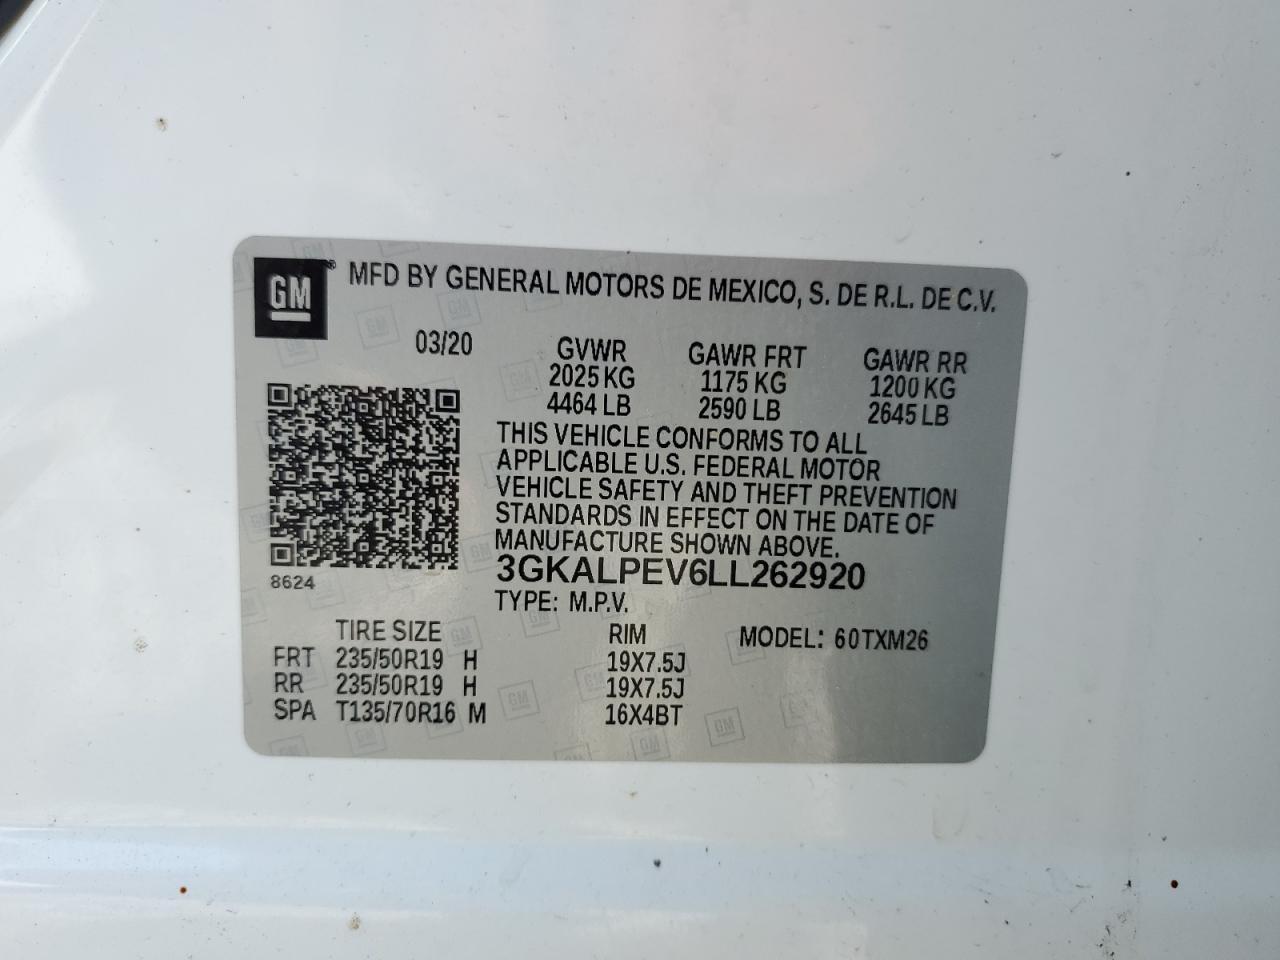 GM® MFD BY GENERAL MOTORS DE MEXICO, S. DE R.L. DE C.V.
03/20 GVWR GAWR FRT GAWR RR
2025 KG 1175 KG 1200 KG
4464 LB 2590 LB 2645 LB
THIS VEHICLE CONFORMS TO ALL
APPLICABLE U.S. FEDERAL MOTOR
VEHICLE SAFETY AND THEFT PREVENTION
STANDARDS IN EFFECT ON THE DATE OF
MANUFACTURE SHOWN ABOVE.
3GKALPEV6LL262920
8624
TYPE: M.P.V.
TIRE SIZE RIM MODEL: 60TXM26
FRT 235/50R19 H 19X7.5J
RR 235/50R19 H 19X7.5J
SPA T135/70R16 M 16X4BT